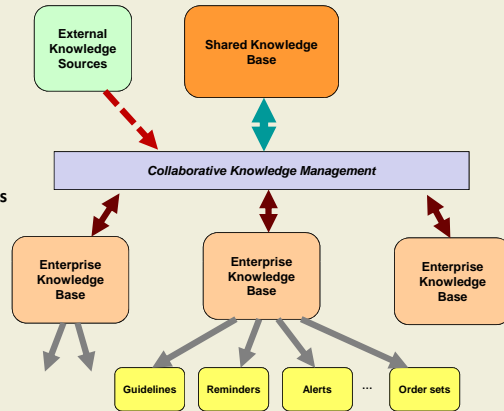 External
Knowledge
Sources
Shared Knowledge
Base
Collaborative Knowledge Management
s
Enterprise
Knowledge
Base
Enterprise
Knowledge
Base
Enterprise
Knowledge
Base
Guidelines
Reminders
Alerts
...
Order sets